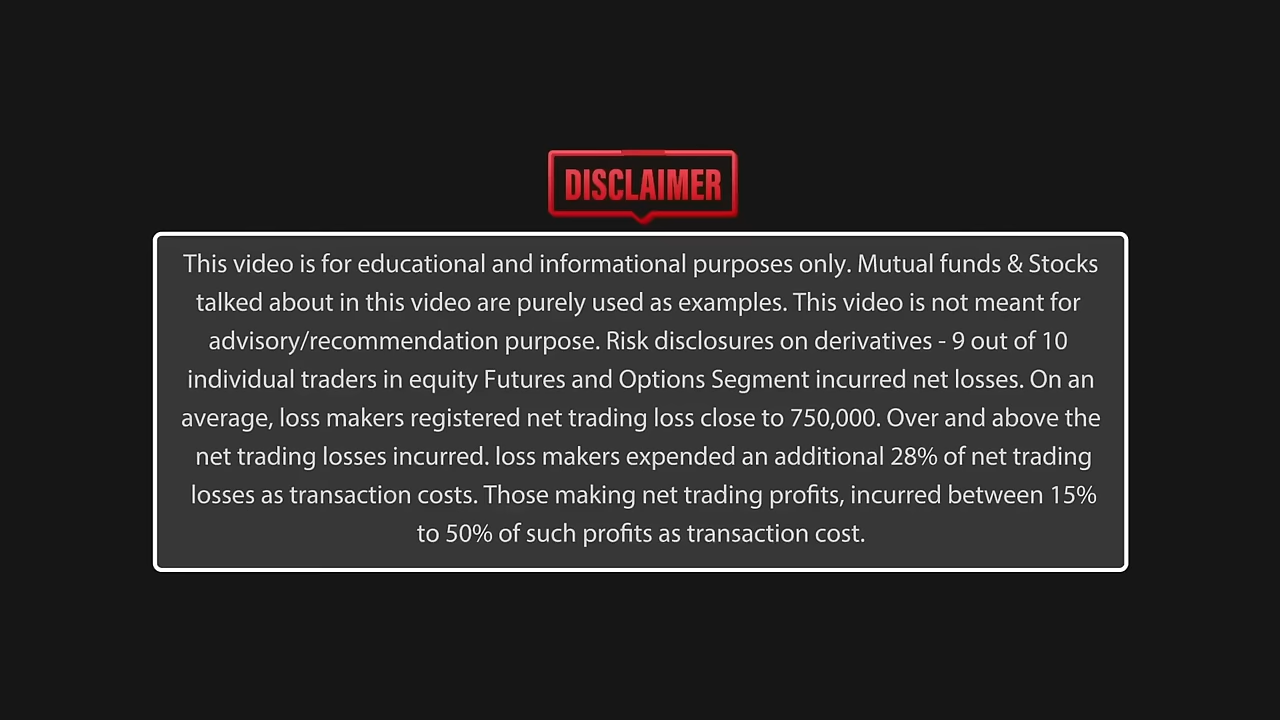 DISCLAIMER
This video is for educational and informational purposes only. Mutual funds & Stocks
talked about in this video are purely used as examples. This video is not meant for
advisory/recommendation purpose. Risk disclosures on derivatives - 9 out of 10
individual traders in equity Futures and Options Segment incurred net losses. On an
average, loss makers registered net trading loss close to 750,000. Over and above the
net trading losses incurred. loss makers expended an additional 28% of net trading
losses as transaction costs. Those making net trading profits, incurred between 15%
to 50% of such profits as transaction cost.